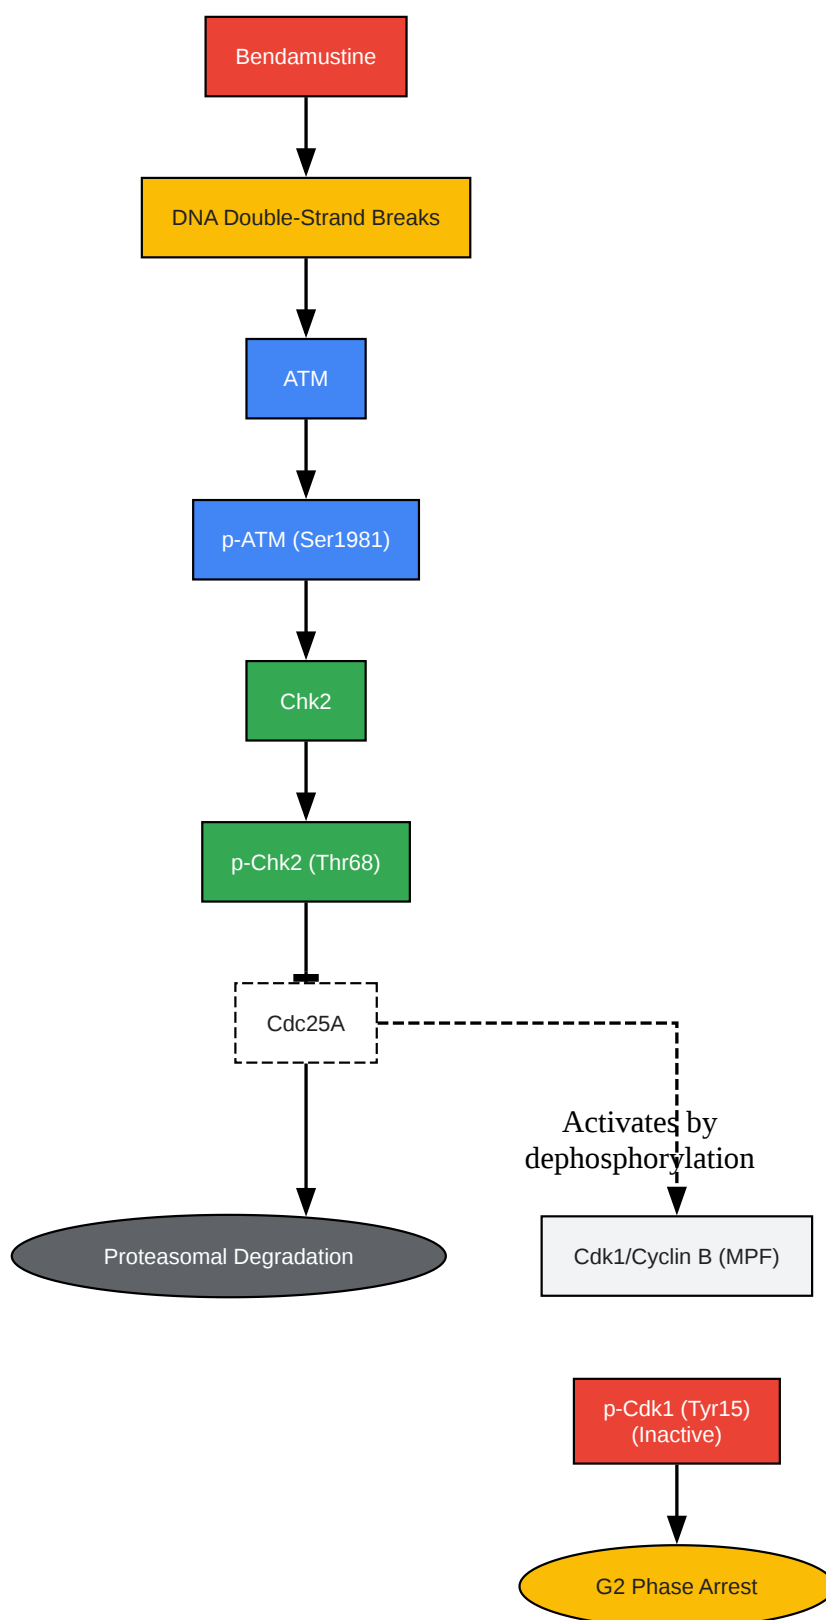 Bendamustine
DNA Double-Strand Breaks
ATM
p-ATM (Ser1981)
Chk2
p-Chk2 (Thr68)
Cdc25A
Activates by
dephosphorylation
Proteasomal Degradation
Cdk1/Cyclin B (MPF)
p-Cdk1 (Tyr15)
(Inactive)
G2 Phase Arrest